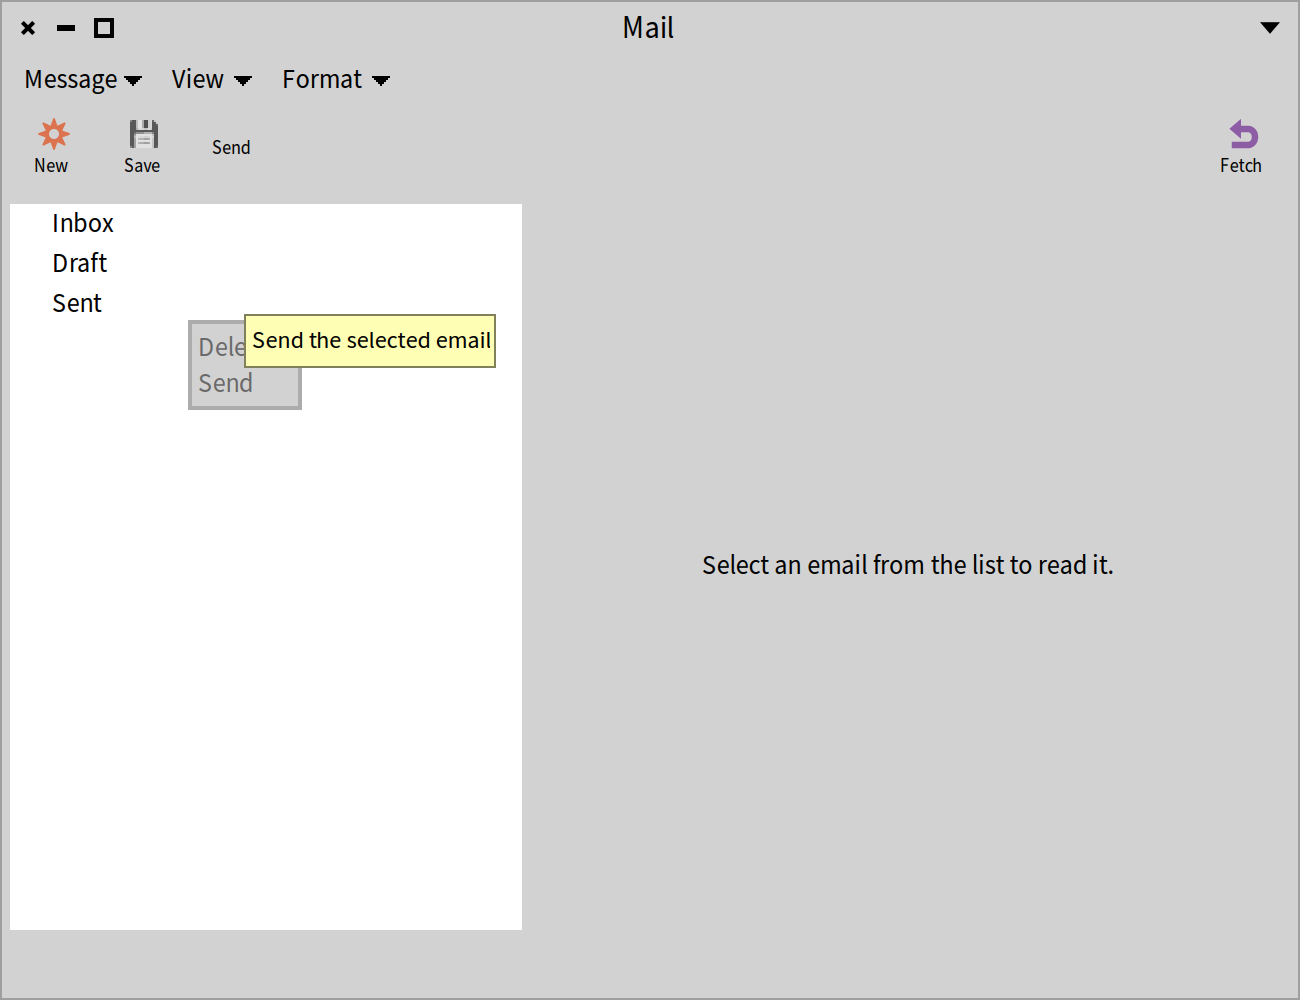 Mail
Message View Format
New Save Send Fetch
Inbox
Draft
Sent
Dele
Send the selected email
Send
Select an email from the list to read it.